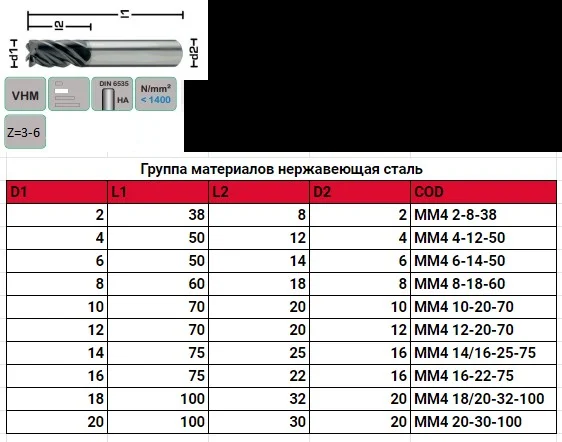 l1
l2
d1
d2
VHM
DIN 6535
HA
N/mm²
< 1400
Z=3-6
Группа материалов нержавеющая сталь
D1 L1 L2 D2 COD
2 38 8 2 MM4 2-8-38
4 50 12 4 MM4 4-12-50
6 50 14 6 MM4 6-14-50
8 60 18 8 MM4 8-18-60
10 70 20 10 MM4 10-20-70
12 70 20 12 MM4 12-20-70
14 75 25 16 MM4 14/16-25-75
16 75 22 16 MM4 16-22-75
18 100 32 20 MM4 18/20-32-100
20 100 30 20 MM4 20-30-100